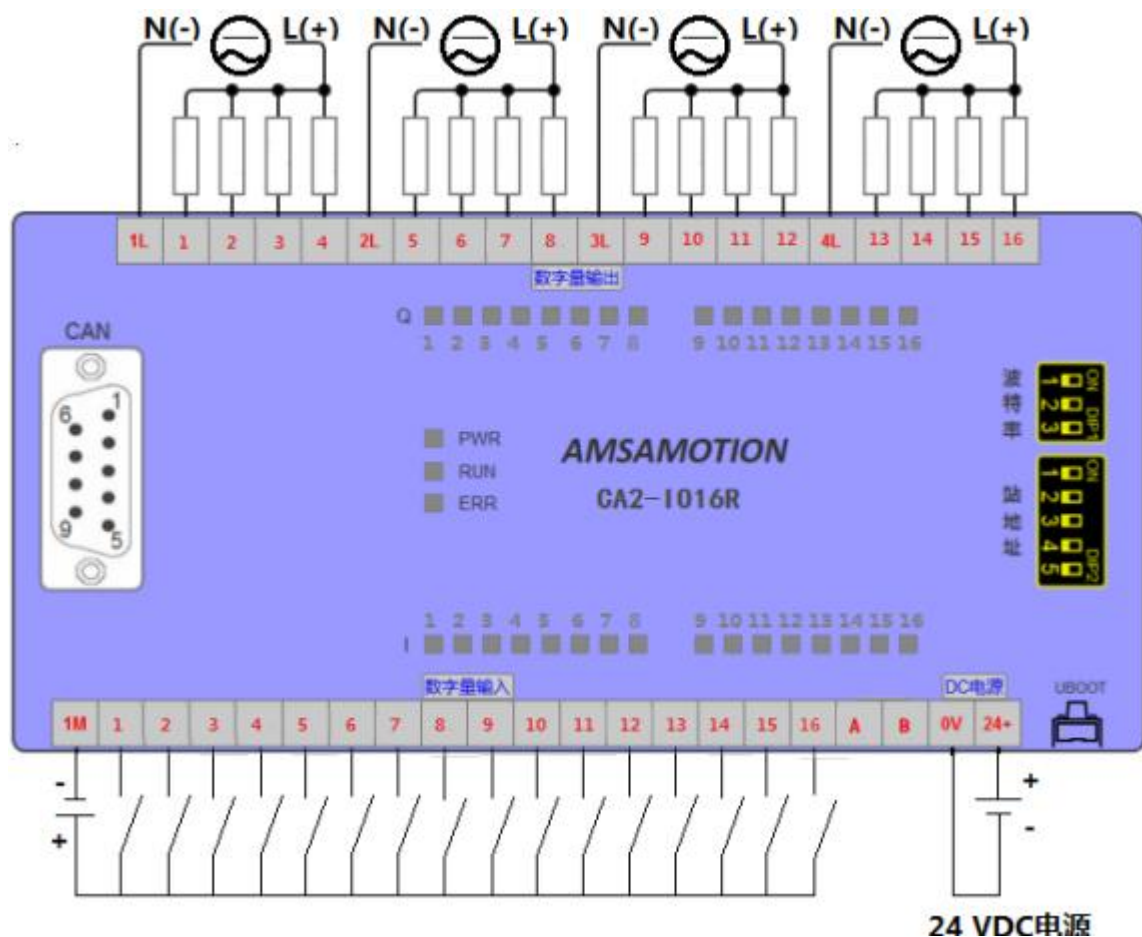 N(-) L(+) N(-) L(+) N(-) L(+) N(-) L(+)
1L 1 2 3 4 2L 5 6 7 8 3L 9 10 11 12 4L 13 14 15 16
数字量输出
Q
1 2 3 4 5 6 7 8 9 10 11 12 13 14 15 16
CAN
6 1
9 5
PWR
RUN
ERR
AMSAMOTION
CA2-IO16R
波特率
1 2 3
ON DIP1
站地址
1 2 3 4 5
ON DIP2
1 2 3 4 5 6 7 8 9 10 11 12 13 14 15 16
I
数字量输入
DC电源
UBOOT
1M 1 2 3 4 5 6 7 8 9 10 11 12 13 14 15 16 A B 0V 24+
- +
+ -
24 VDC电源